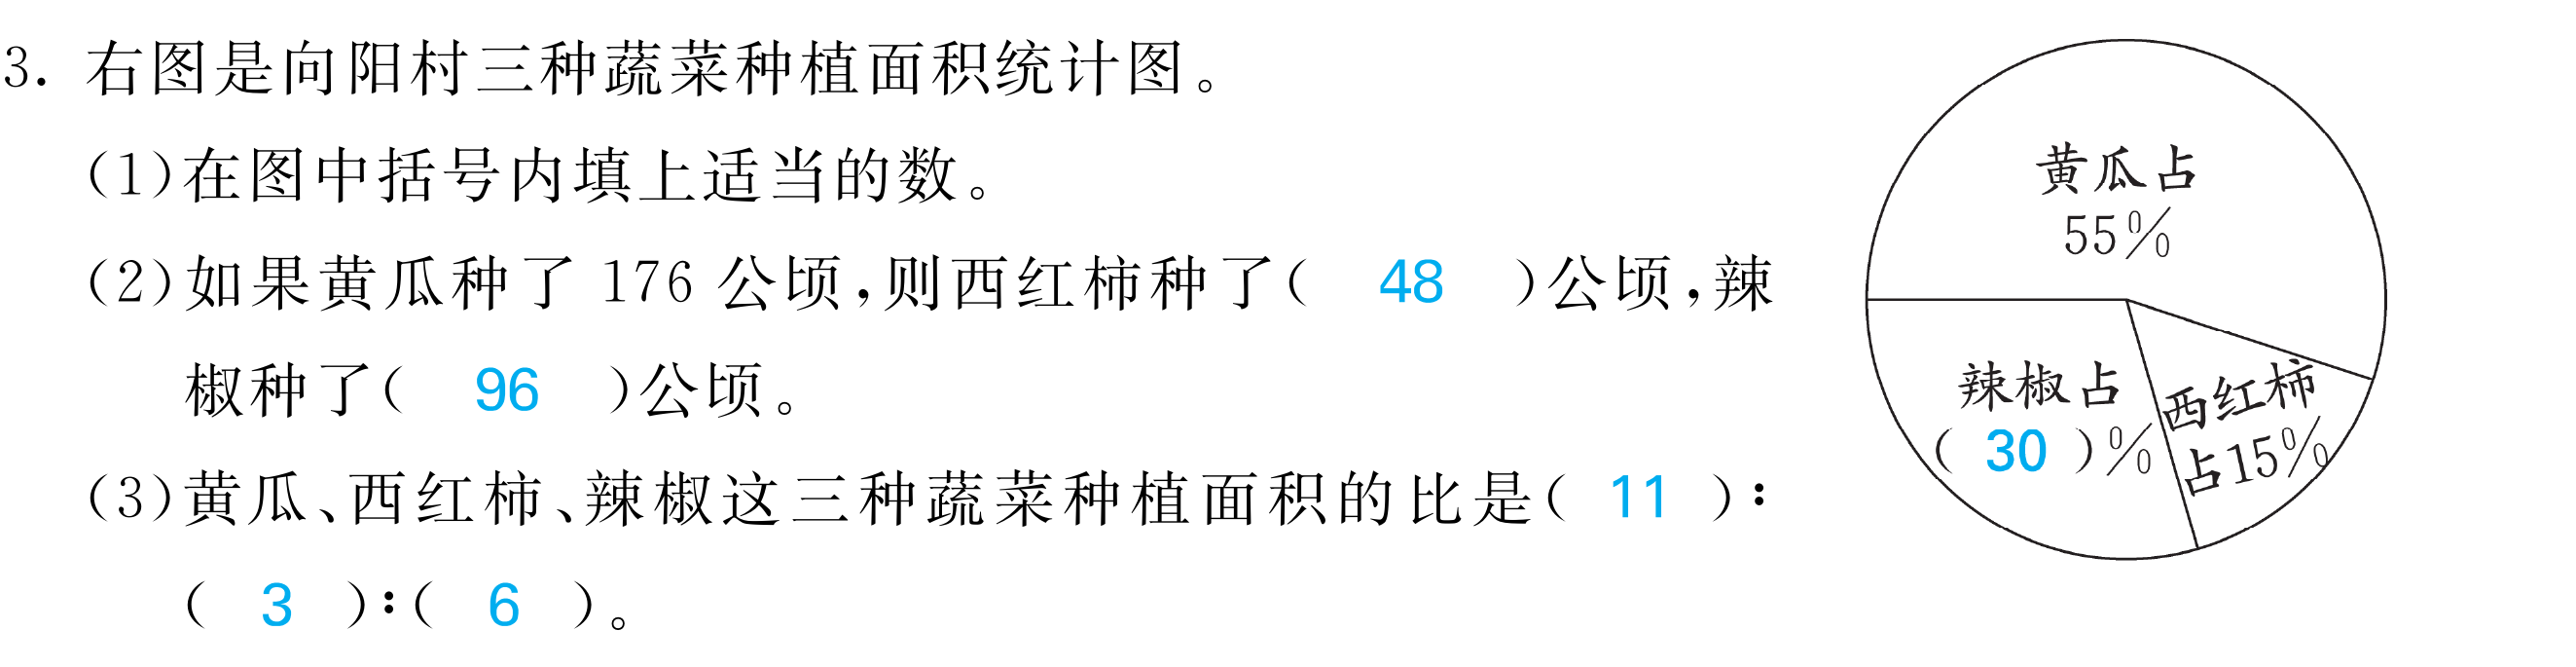 3. 右图是向阳村三种蔬菜种植面积统计图。
(1)在图中括号内填上适当的数。
(2)如果黄瓜种了 176 公顷,则西红柿种了( 48 )公顷,辣
椒种了( 96 )公顷。
(3)黄瓜、西红柿、辣椒这三种蔬菜种植面积的比是( 11 ):
( 3 ):( 6 )。
黄瓜占
55%
辣椒占
( 30 )%
西红柿
占15%